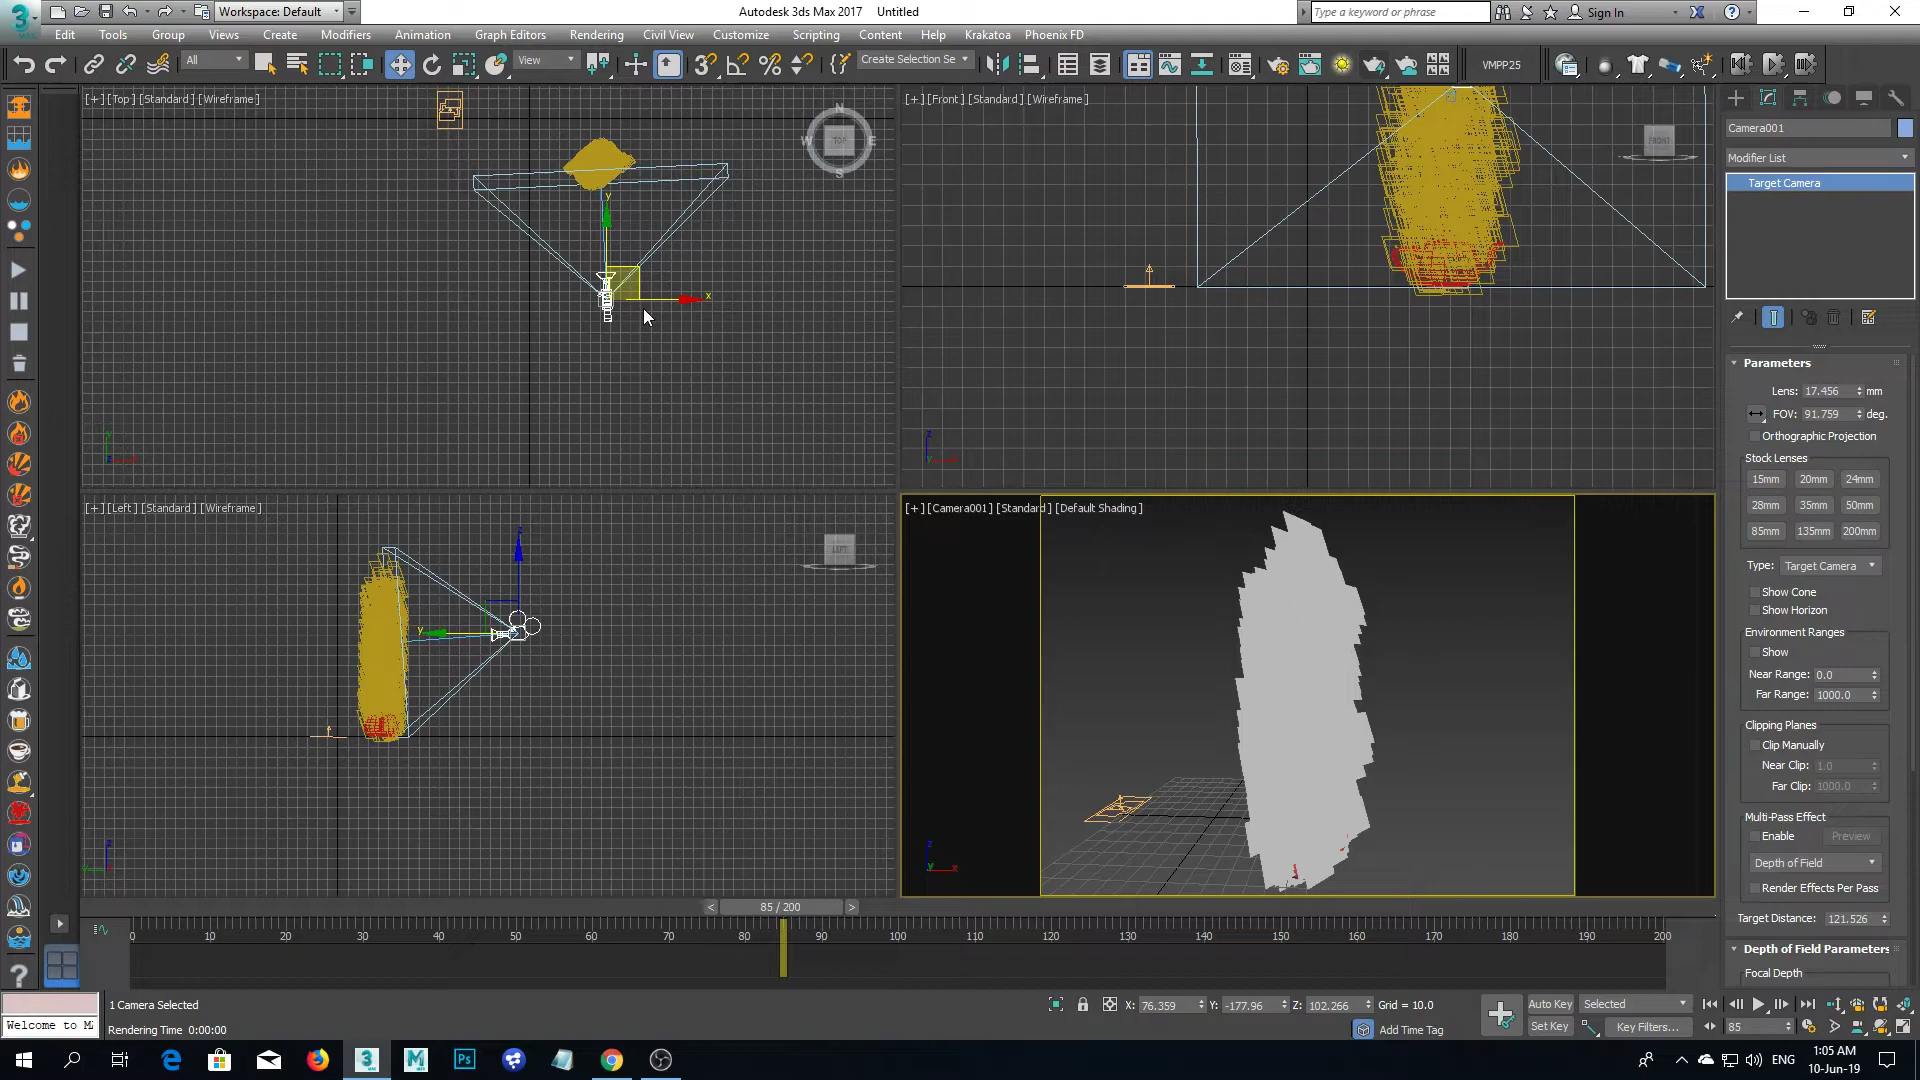 Workspace: Default
Autodesk 3ds Max 2017 Untitled
Type a keyword or phrase
Sign In
Edit Tools Group Views Create Modifiers Animation Graph Editors Rendering Civil View Customize Scripting Content Help Krakatoa Phoenix FD
All
View
Create Selection Se
VMPP25
[+] [Top] [Standard] [Wireframe]
N
W TOP E
S
y
x
[+] [Front] [Standard] [Wireframe]
FRONT
[+] [Left] [Standard] [Wireframe]
LEFT
z
y
[+] [Camera001] [Standard] [Default Shading]
Camera001
Modifier List
Target Camera
Parameters
Lens: 17.456 mm
FOV: 91.759 deg.
Orthographic Projection
Stock Lenses
15mm 20mm 24mm
28mm 35mm 50mm
85mm 135mm 200mm
Type: Target Camera
Show Cone
Show Horizon
Environment Ranges
Show
Near Range: 0.0
Far Range: 1000.0
Clipping Planes
Clip Manually
Near Clip: 1.0
Far Clip: 1000.0
Multi-Pass Effect
Enable Preview
Depth of Field
Render Effects Per Pass
Target Distance: 121.526
Depth of Field Parameters
Focal Depth
< 85 / 200 >
0 10 20 30 40 50 60 70 80 90 100 110 120 130 140 150 160 170 180 190 200
1 Camera Selected
X: 76.359 Y: -177.96 Z: 102.266 Grid = 10.0
Auto Key Selected
Welcome to M
Rendering Time 0:00:00
Add Time Tag
Set Key Key Filters...
85
ENG
1:05 AM
10-Jun-19